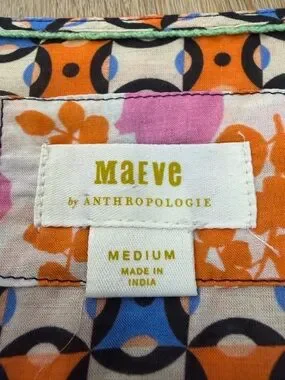 MAEVE
by ANTHROPOLOGIE
MEDIUM
MADE IN
INDIA